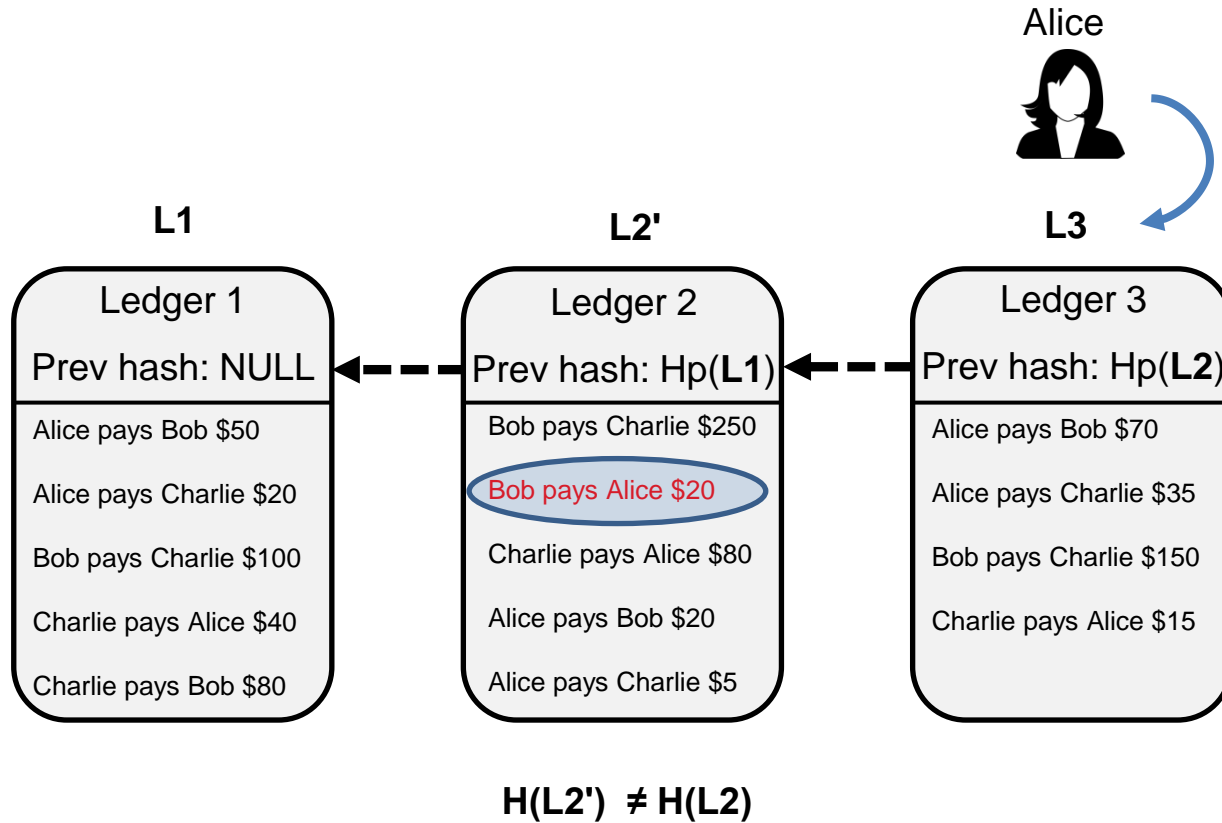 Alice
L1
L2'
L3
Ledger 1
Prev hash: NULL
Alice pays Bob $50
Alice pays Charlie $20
Bob pays Charlie $100
Charlie pays Alice $40
Charlie pays Bob $80
Ledger 2
Prev hash: Hp(L1)
Bob pays Charlie $250
Bob pays Alice $20
Charlie pays Alice $80
Alice pays Bob $20
Alice pays Charlie $5
Ledger 3
Prev hash: Hp(L2)
Alice pays Bob $70
Alice pays Charlie $35
Bob pays Charlie $150
Charlie pays Alice $15
H(L2') ≠ H(L2)